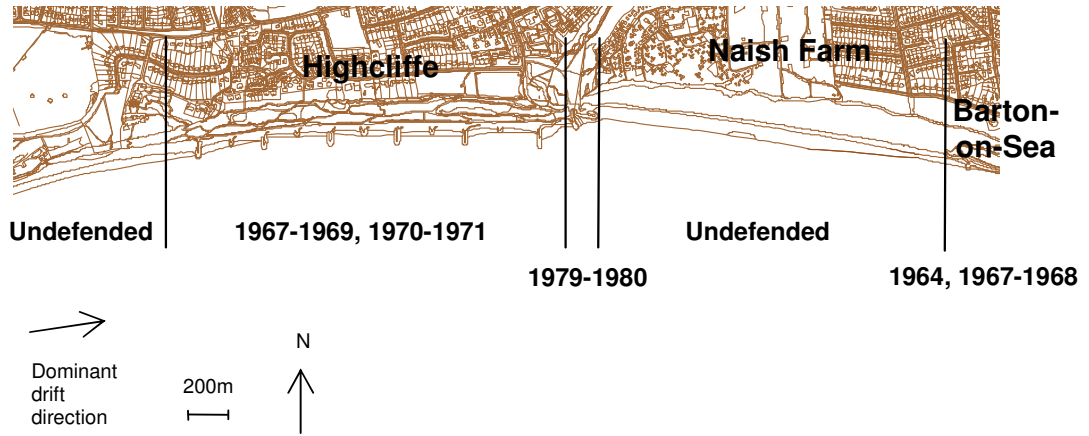 Highcliffe
Naish Farm
Barton-
on-Sea
Undefended
1967-1969, 1970-1971
Undefended
1979-1980
1964, 1967-1968
Dominant
drift
direction
200m
N